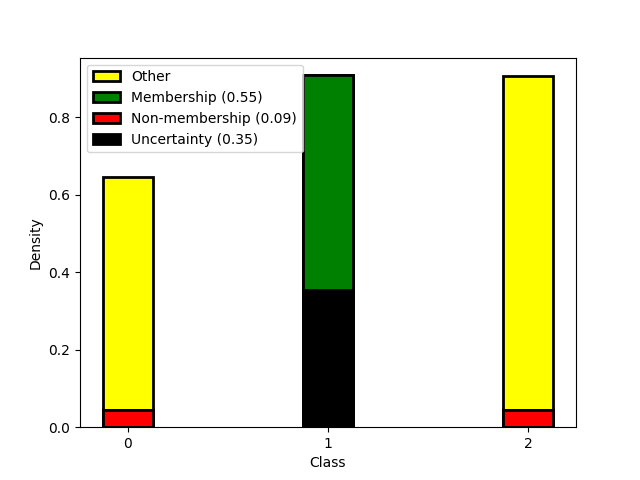 Other
Membership (0.55)
Non-membership (0.09)
Uncertainty (0.35)
0.8
0.6
0.4
0.2
0.0
Density
0
1
2
Class